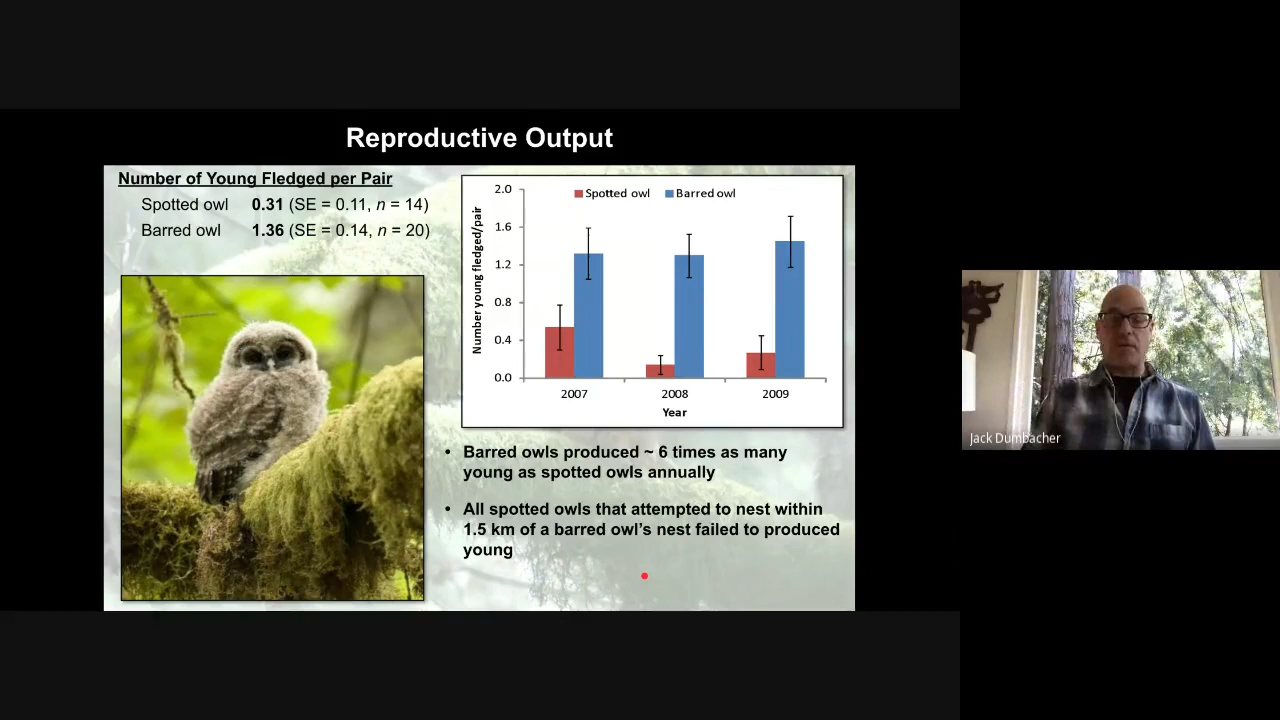 Reproductive Output
Number of Young Fledged per Pair
Spotted owl 0.31 (SE = 0.11, n = 14)
Barred owl 1.36 (SE = 0.14, n = 20)
Spotted owl Barred owl
Number young fledged/pair
2.0
1.6
1.2
0.8
0.4
0.0
2007 2008 2009
Year
• Barred owls produced ~ 6 times as many
young as spotted owls annually
• All spotted owls that attempted to nest within
1.5 km of a barred owl’s nest failed to produced
young
Jack Dumbacher